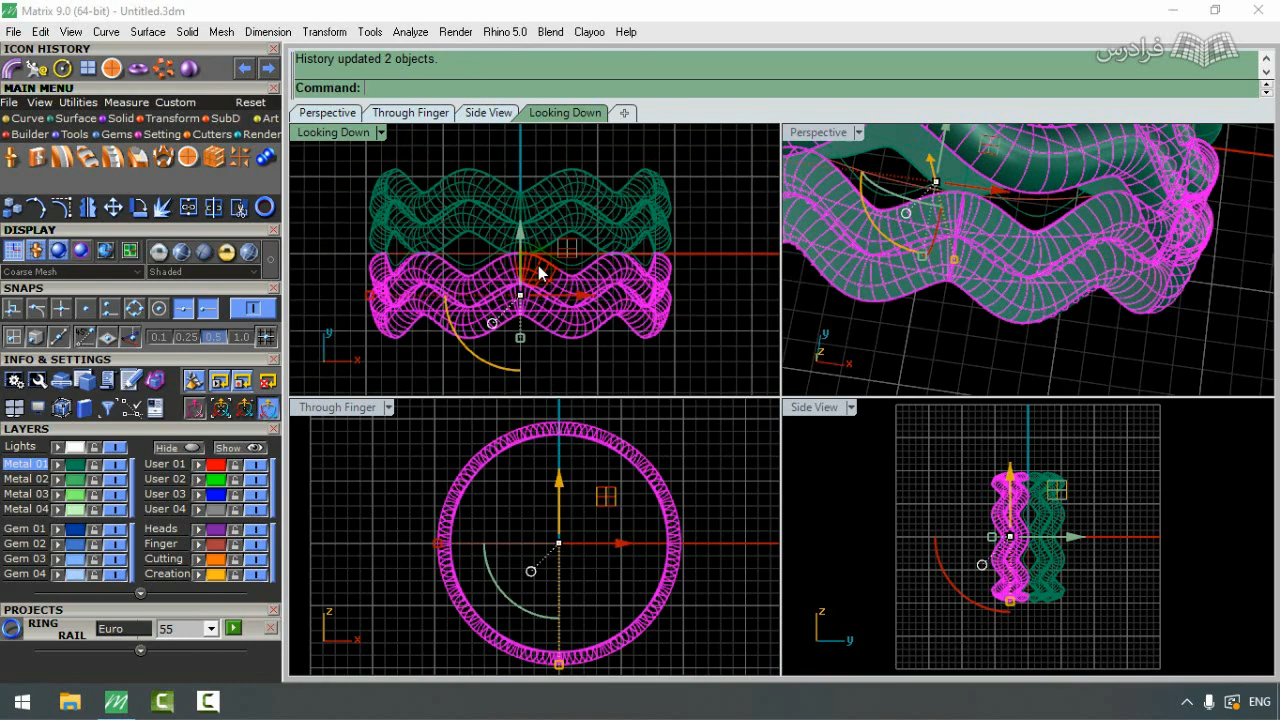 Matrix 9.0 (64-bit) - Untitled.3dm
File Edit View Curve Surface Solid Mesh Dimension Transform Tools Analyze Render Rhino 5.0 Blend Clayoo Help
ICON HISTORY
MAIN MENU
File View Utilities Measure Custom Reset
Curve Surface Solid Transform SubD Art
Builder Tools Gems Setting Cutters Render
DISPLAY
Coarse Mesh Shaded
SNAPS
0.1 0.25 0.5 1.0
INFO & SETTINGS
LAYERS
Lights Hide Show
Metal 01 User 01
Metal 02 User 02
Metal 03 User 03
Metal 04 User 04
Gem 01 Heads
Gem 02 Finger
Gem 03 Cutting
Gem 04 Creation
PROJECTS
RING RAIL Euro 55
History updated 2 objects.
Command:
فرادرس
Perspective Through Finger Side View Looking Down
Looking Down
y
x
Perspective
y
z
x
Through Finger
z
x
Side View
z
y
ENG